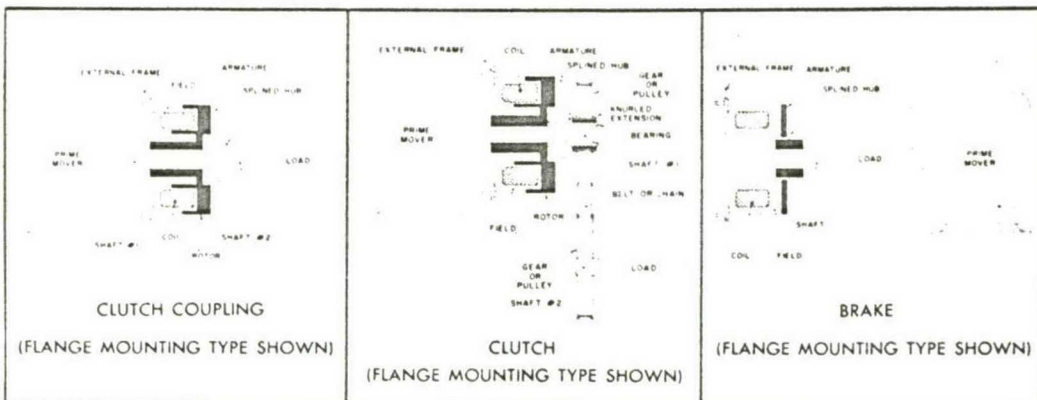 EXTERNAL FRAME
ARMATURE
FIELD
SPLINED HUB
PRIME
MOVER
LOAD
SHAFT #1
COIL
SHAFT #2
ROTOR
CLUTCH COUPLING
(FLANGE MOUNTING TYPE SHOWN)
EXTERNAL FRAME
COIL
ARMATURE
SPLINED HUB
GEAR
OR
PULLEY
KNURLED
EXTENSION
PRIME
MOVER
BEARING
SHAFT #1
BELT OR CHAIN
ROTOR
FIELD
GEAR
OR
PULLEY
LOAD
SHAFT #2
CLUTCH
(FLANGE MOUNTING TYPE SHOWN)
EXTERNAL FRAME
ARMATURE
SPLINED HUB
LOAD
PRIME
MOVER
SHAFT
COIL
FIELD
BRAKE
(FLANGE MOUNTING TYPE SHOWN)